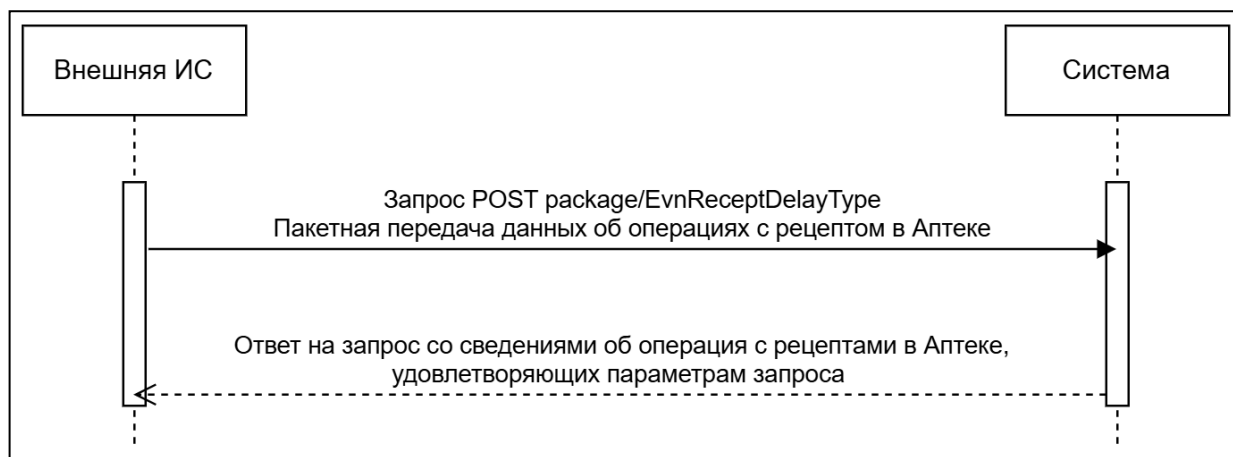 Внешняя ИС
Система
Запрос POST package/EvnReceptDelayType
Пакетная передача данных об операциях с рецептом в Аптеке
Ответ на запрос со сведениями об операция с рецептами в Аптеке,
удовлетворяющих параметрам запроса